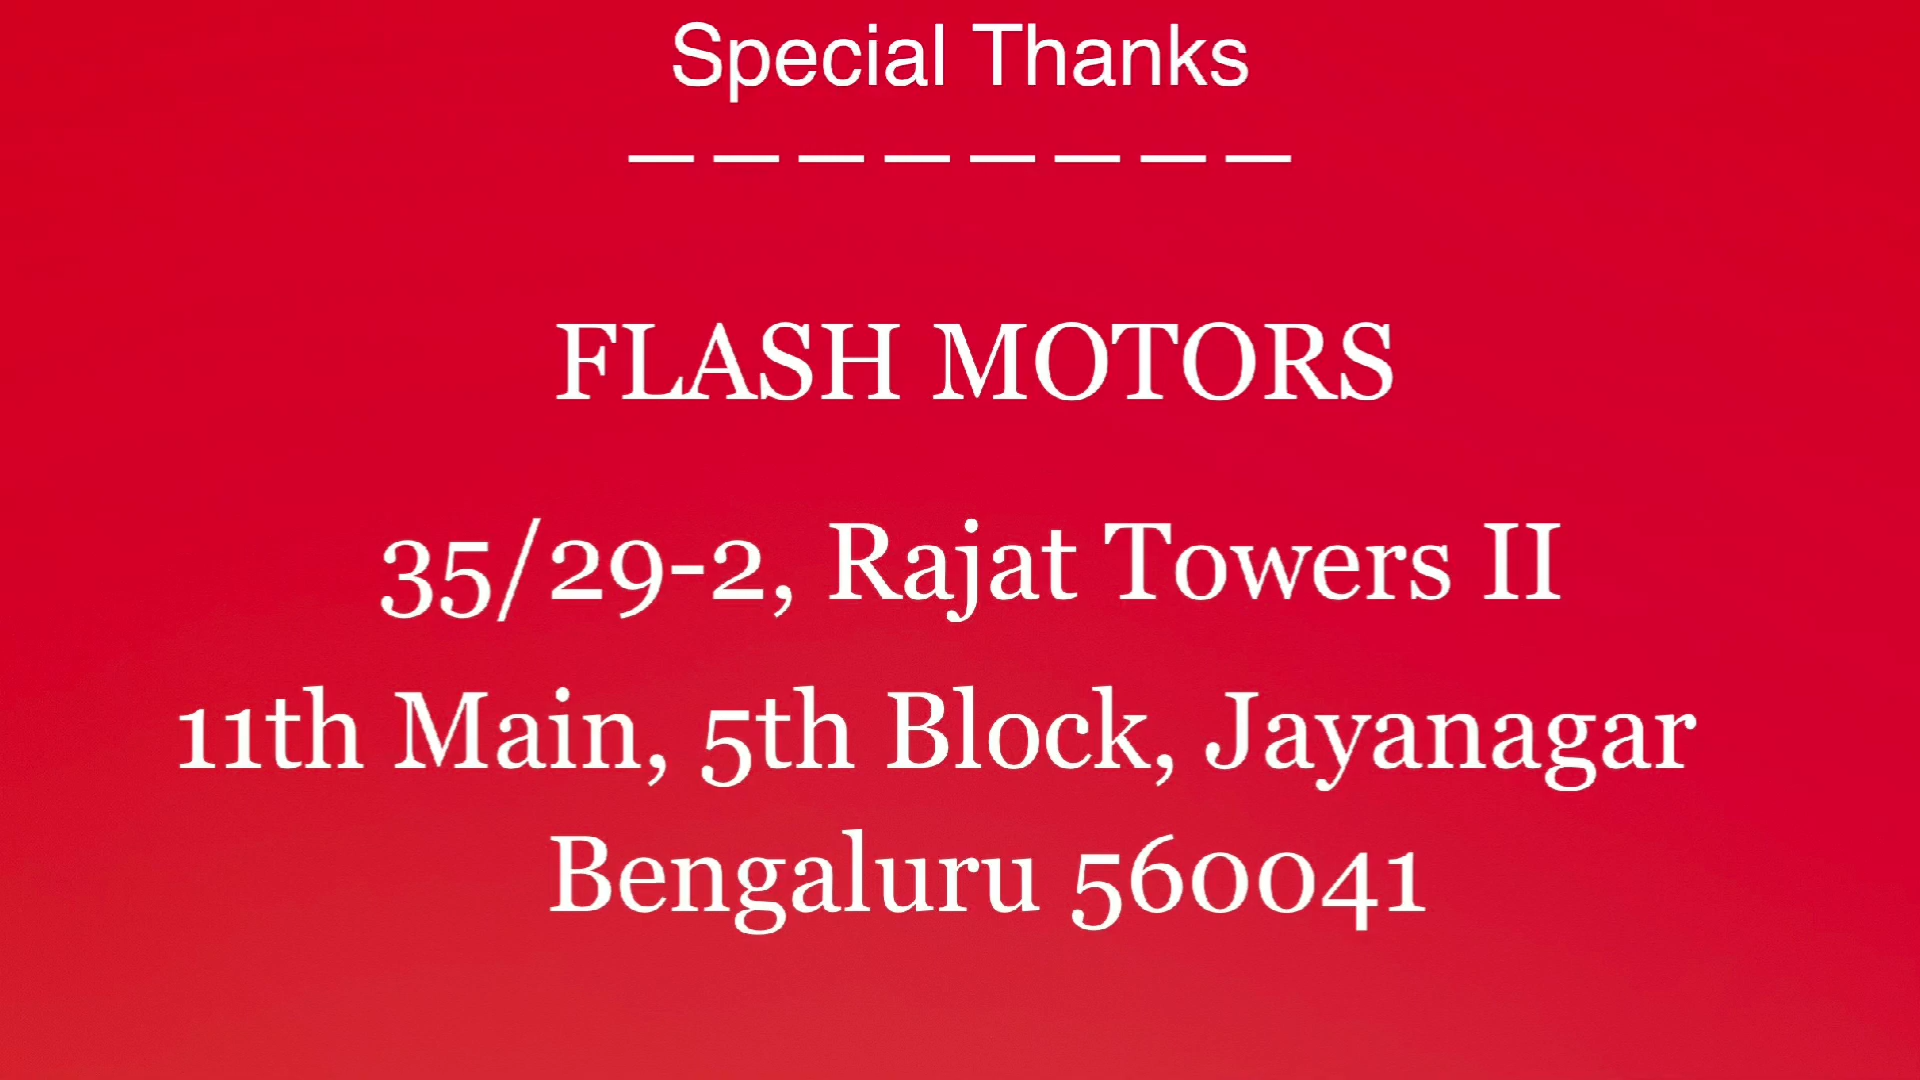 Special Thanks
— — — — — — — —
FLASH MOTORS
35/29-2, Rajat Towers II
11th Main, 5th Block, Jayanagar
Bengaluru 560041